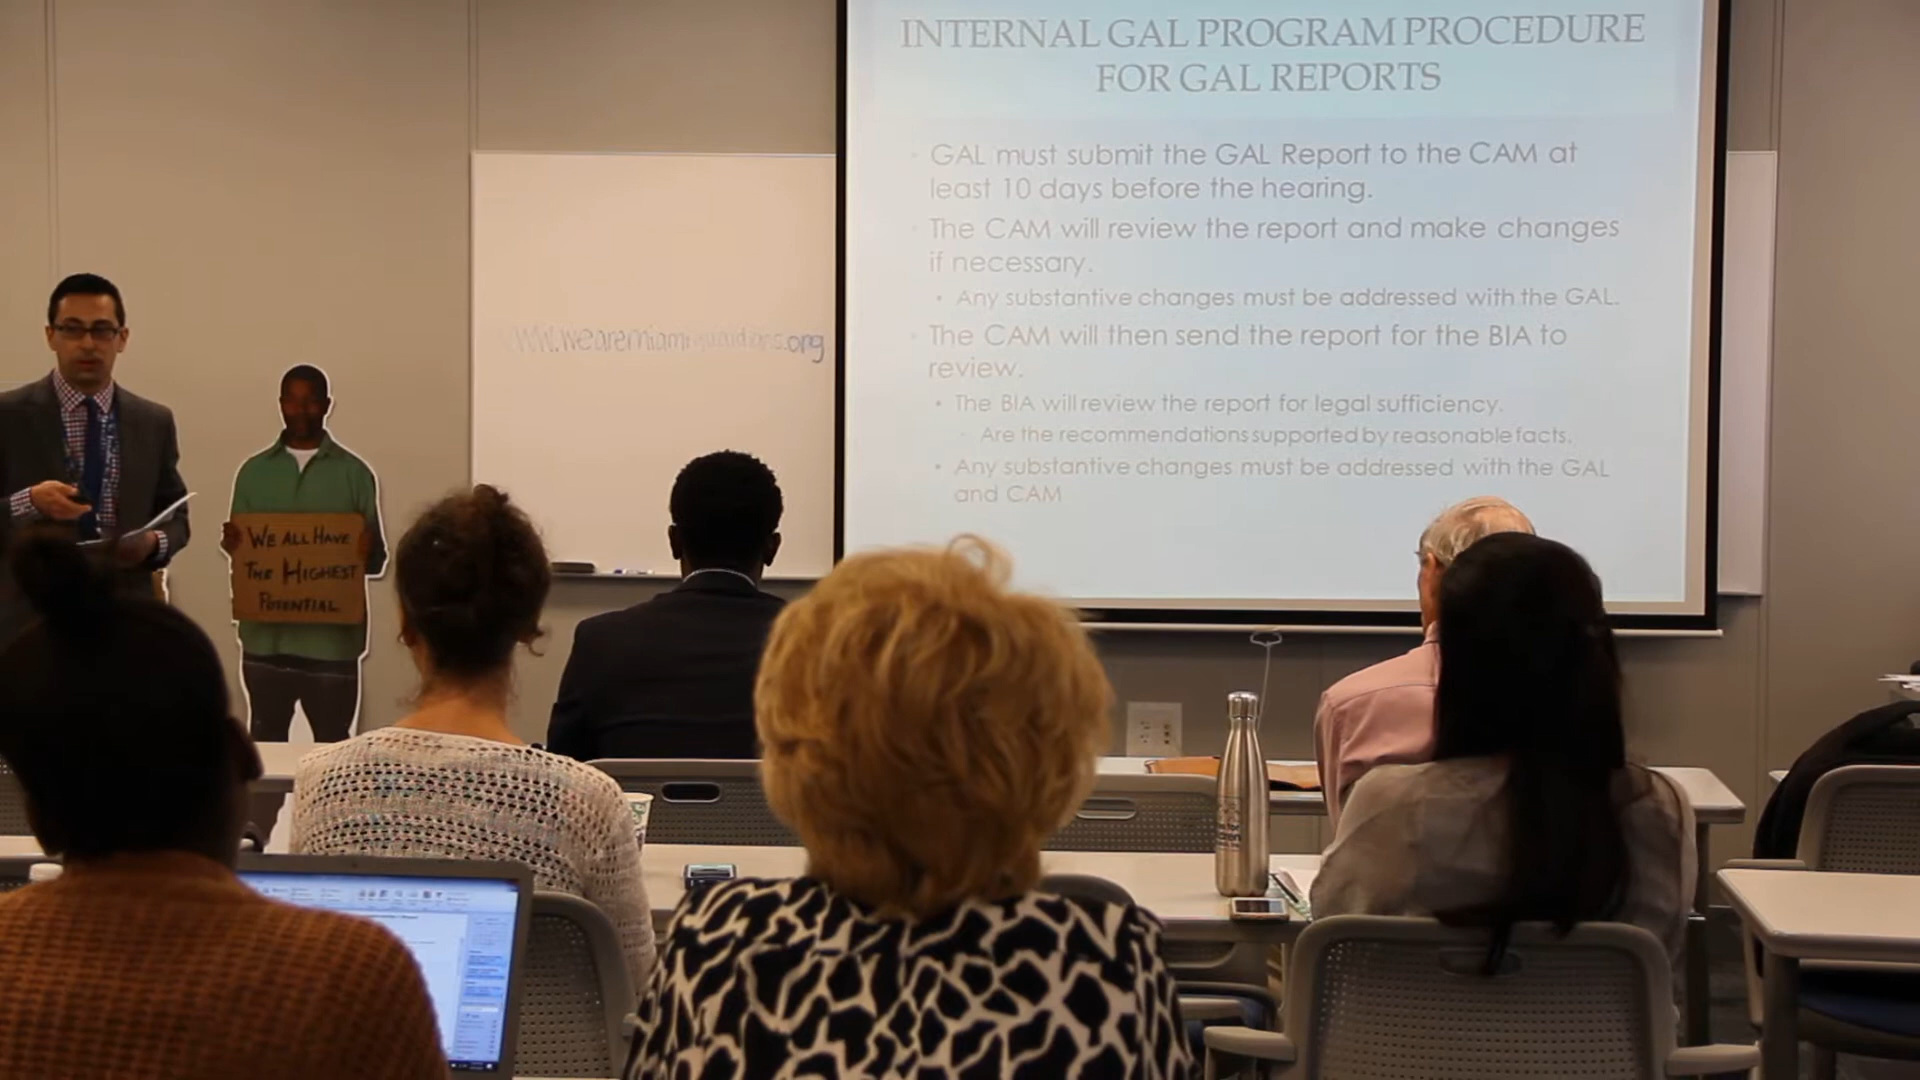 INTERNAL GAL PROGRAM PROCEDURE
FOR GAL REPORTS
• GAL must submit the GAL Report to the CAM at
least 10 days before the hearing.
• The CAM will review the report and make changes
if necessary.
• Any substantive changes must be addressed with the GAL.
• The CAM will then send the report for the BIA to
review.
• The BIA will review the report for legal sufficiency.
• Are the recommendations supported by reasonable facts.
• Any substantive changes must be addressed with the GAL
and CAM
WE ALL HAVE
THE HIGHEST
POTENTIAL